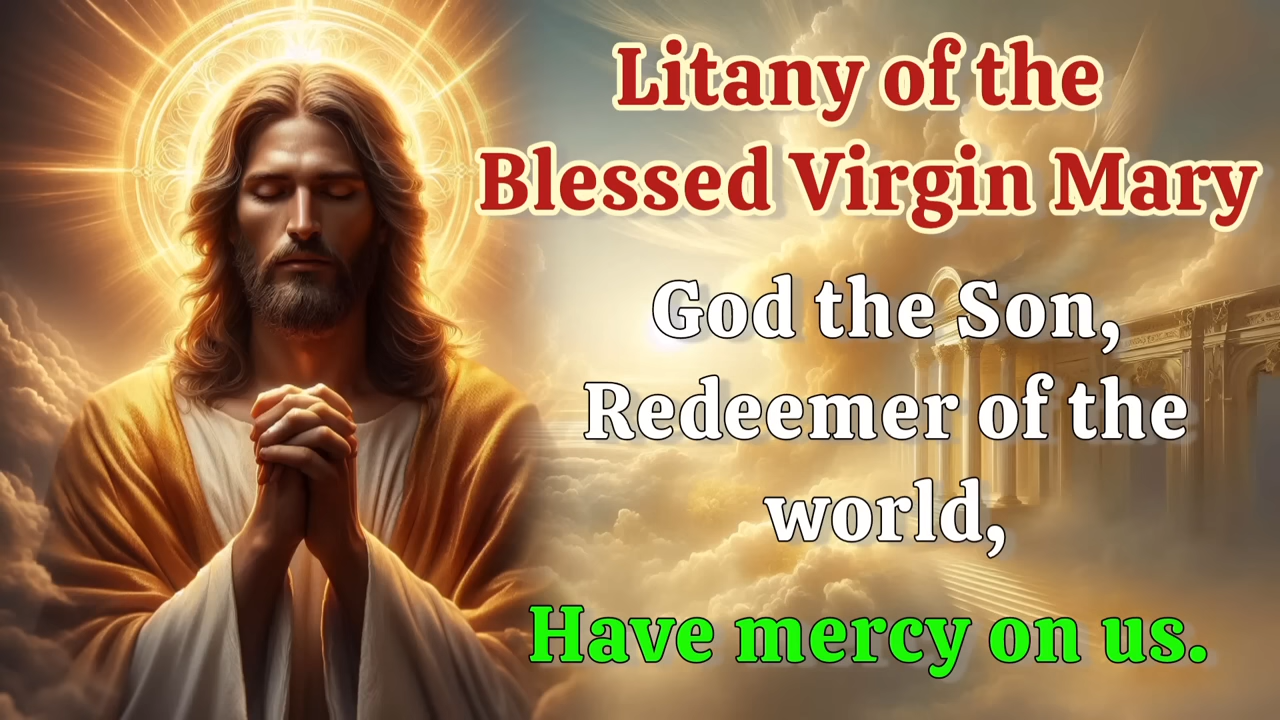 Litany of the
Blessed Virgin Mary
God the Son,
Redeemer of the
world,
Have mercy on us.